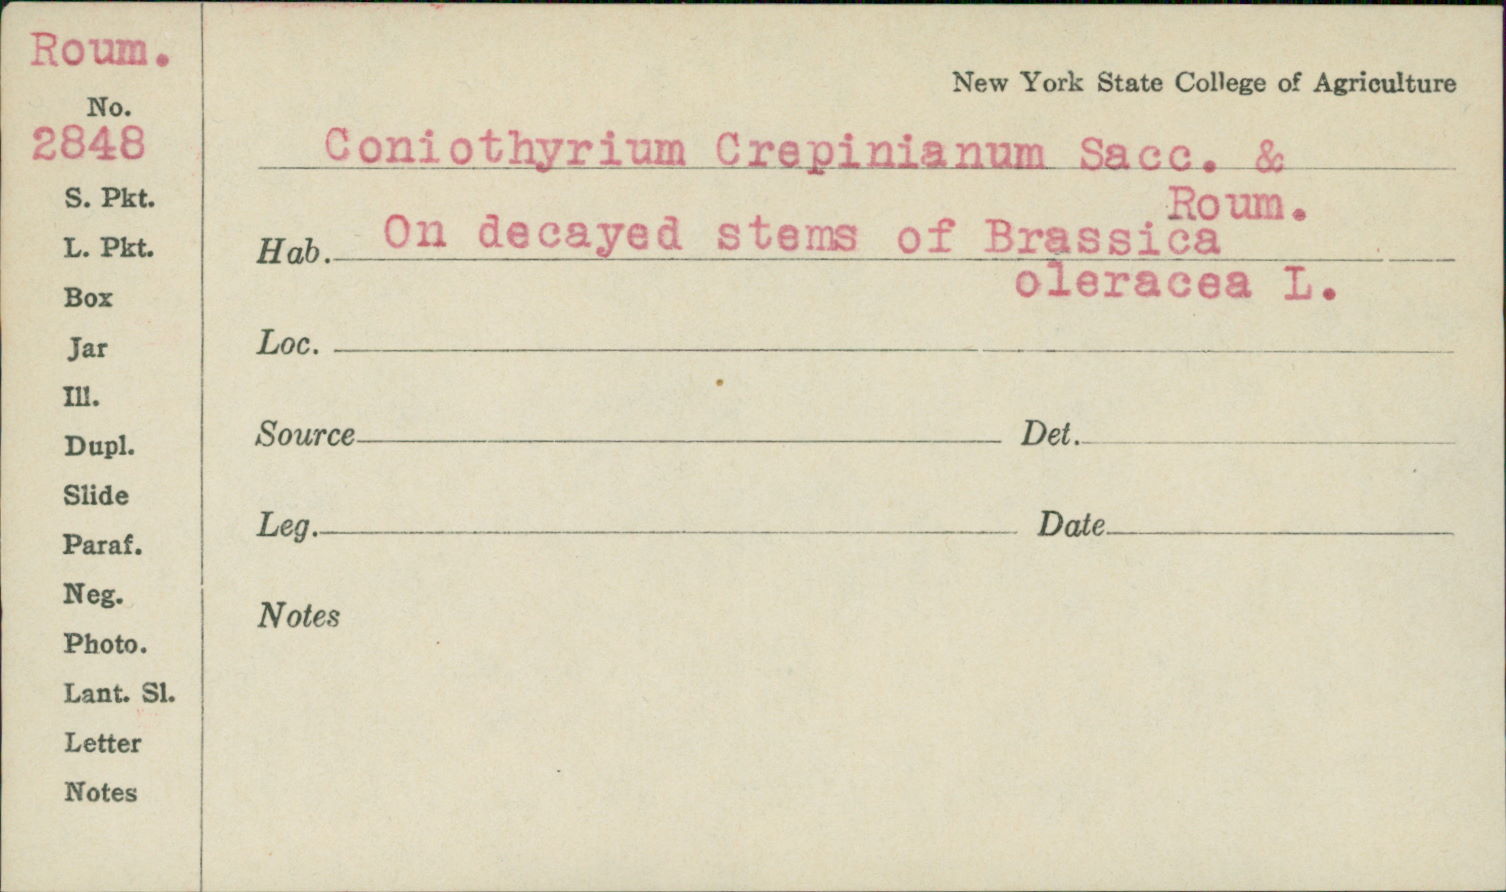 Roum.
No.
2848
S. Pkt.
L. Pkt.
Box
Jar
Ill.
Dupl.
Slide
Paraf.
Neg.
Photo.
Lant. Sl.
Letter
Notes
New York State College of Agriculture
Coniothyrium Crepinianum Sacc. &
Roum.
Hab. On decayed stems of Brassica
oleracea L.
Loc.
Source Det.
Leg. Date
Notes